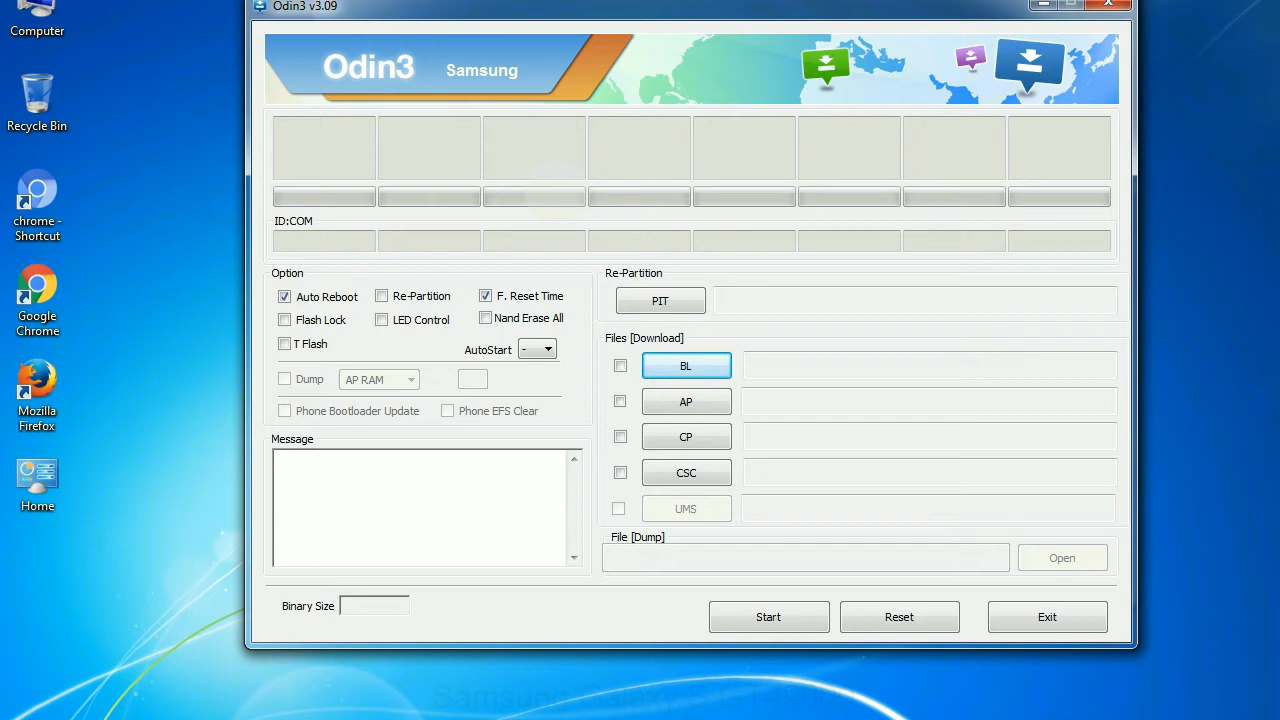 Odin3 v3.09
Computer
Recycle Bin
chrome -
Shortcut
Google
Chrome
Mozilla
Firefox
Home
Odin3 Samsung
ID:COM
Option
Auto Reboot Re-Partition F. Reset Time
Flash Lock LED Control Nand Erase All
T Flash AutoStart -
Dump AP RAM
Phone Bootloader Update Phone EFS Clear
Message
Re-Partition
PIT
Files [Download]
BL
AP
CP
CSC
UMS
File [Dump]
Open
Binary Size
Start Reset Exit
Samsung Galaxy